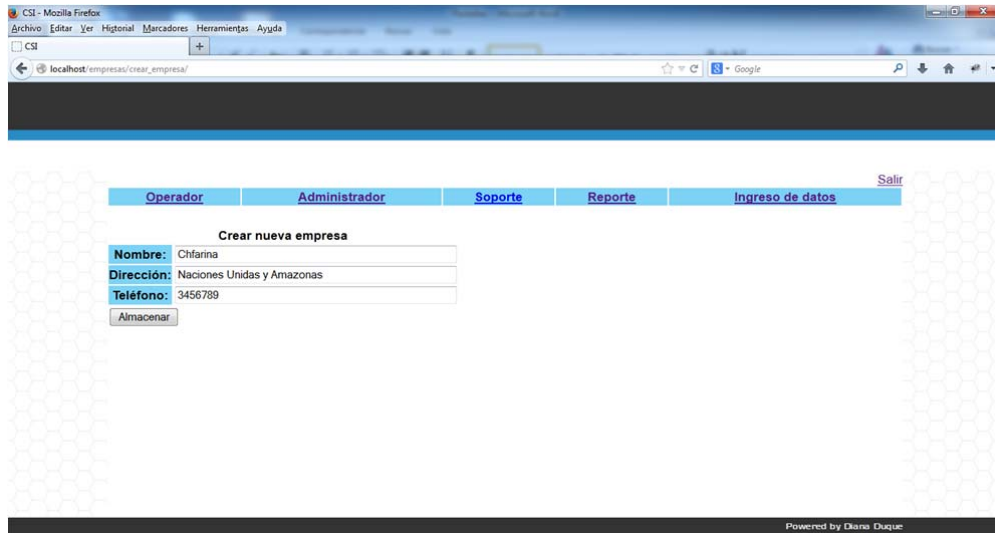 CSI - Mozilla Firefox
Archivo Editar Ver Historial Marcadores Herramientas Ayuda
CSI +
localhost/empresas/crear_empresa/ 8 - Google
Salir
Operador Administrador Soporte Reporte Ingreso de datos
Crear nueva empresa
Nombre: Chfarina
Dirección: Naciones Unidas y Amazonas
Teléfono: 3456789
Almacenar
Powered by Diana Duque